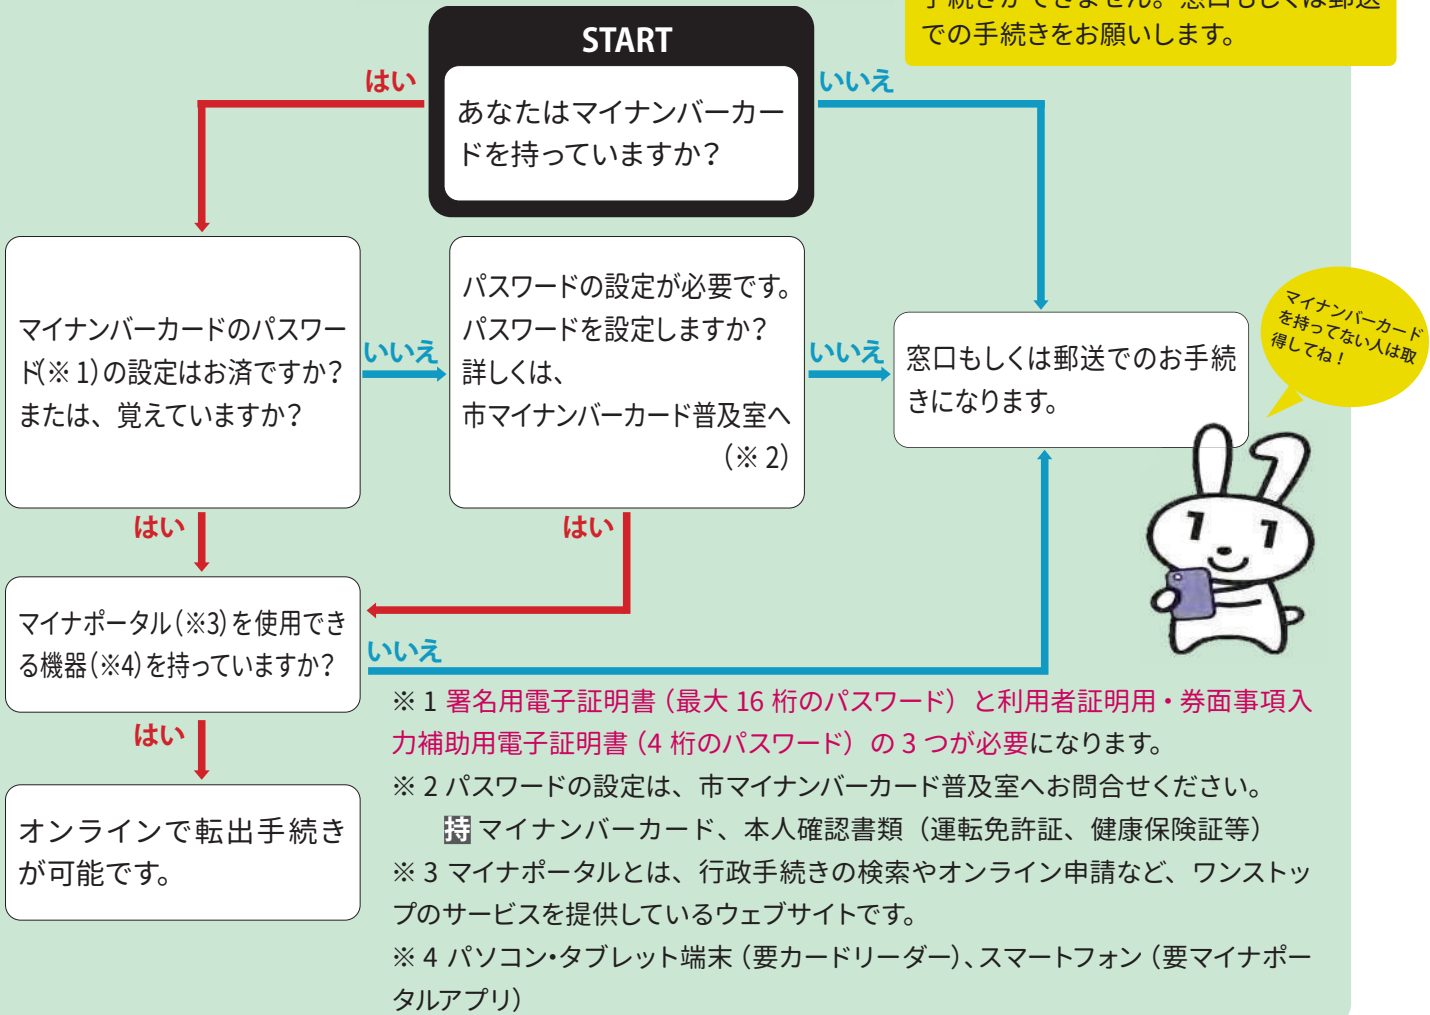 手続きができません。窓口もしくは郵送
での手続きをお願いします。
START
はい
いいえ
あなたはマイナンバーカー
ドを持っていますか？
マイナンバーカードのパスワー
ド(※1)の設定はお済ですか？
または、覚えていますか？
いいえ
パスワードの設定が必要です。
パスワードを設定しますか？
詳しくは、
市マイナンバーカード普及室へ
（※2）
いいえ
窓口もしくは郵送でのお手続
きになります。
マイナンバーカード
を持ってない人は取
得してね！
はい
はい
マイナポータル(※3)を使用でき
る機器(※4)を持っていますか？
いいえ
はい
オンラインで転出手続き
が可能です。
※1 署名用電子証明書（最大16桁のパスワード）と利用者証明用・券面事項入
力補助用電子証明書（4桁のパスワード）の3つが必要になります。
※2 パスワードの設定は、市マイナンバーカード普及室へお問合せください。
持 マイナンバーカード、本人確認書類（運転免許証、健康保険証等）
※3 マイナポータルとは、行政手続きの検索やオンライン申請など、ワンストッ
プのサービスを提供しているウェブサイトです。
※4 パソコン・タブレット端末（要カードリーダー）、スマートフォン（要マイナポー
タルアプリ）